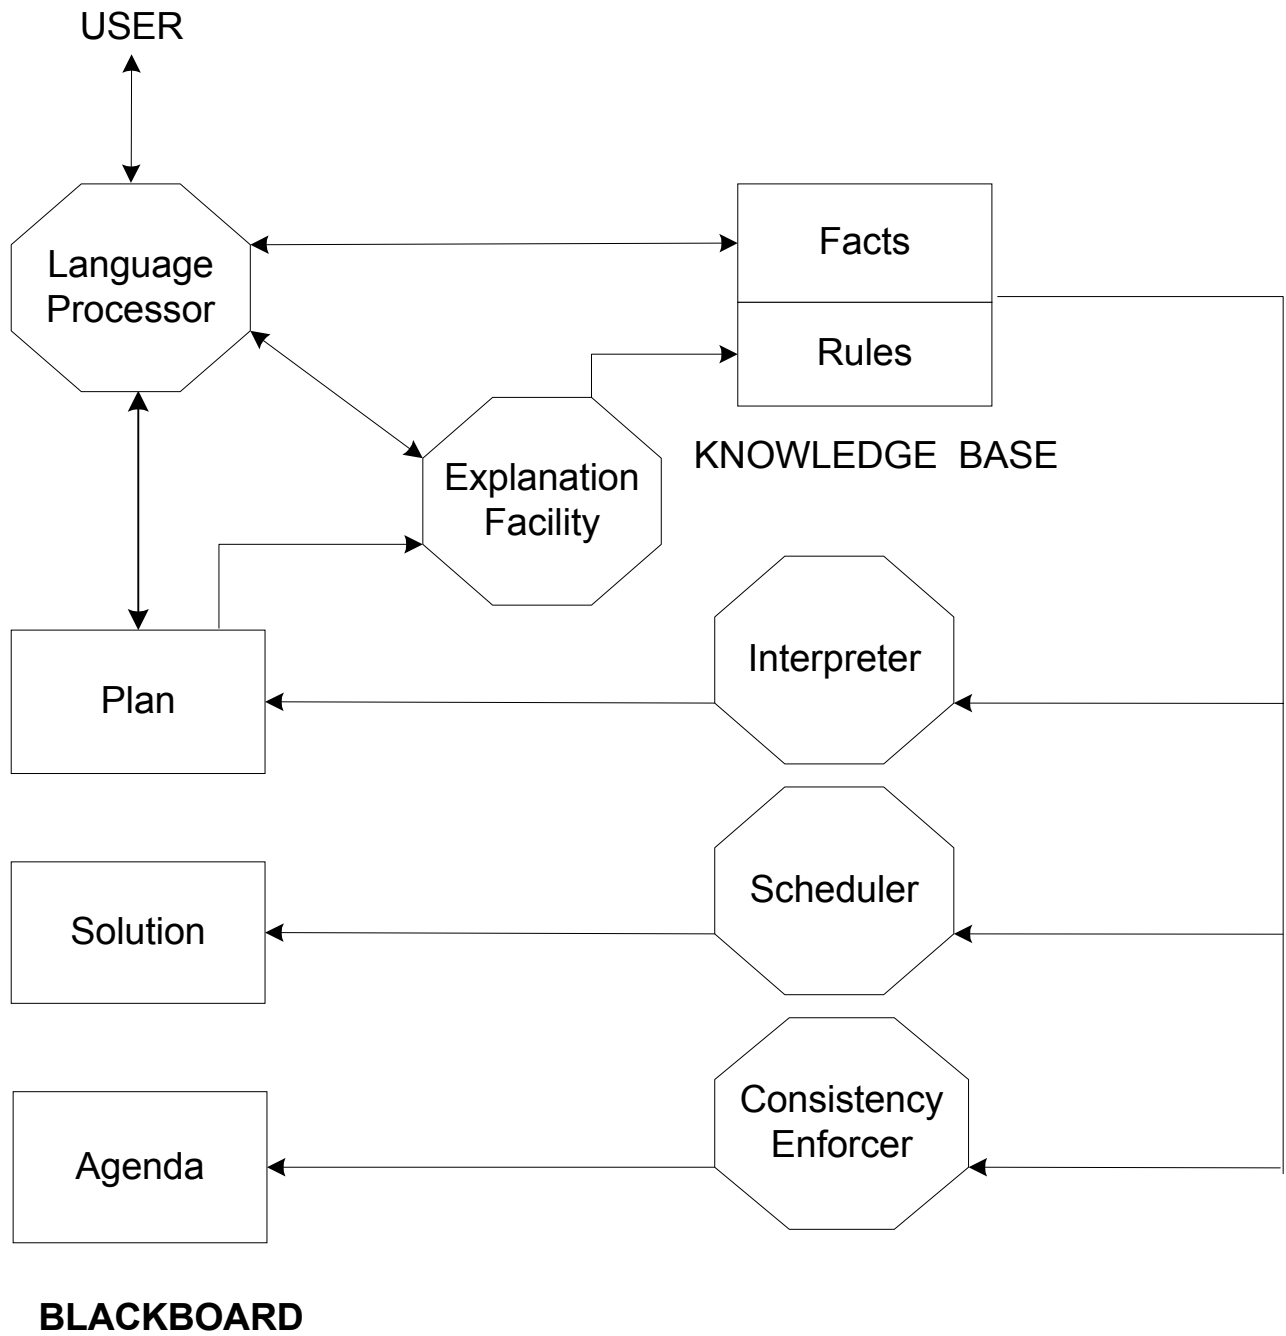 USER
Language
Processor
Facts
Rules
KNOWLEDGE BASE
Explanation
Facility
Interpreter
Plan
Scheduler
Solution
Consistency
Enforcer
Agenda
BLACKBOARD